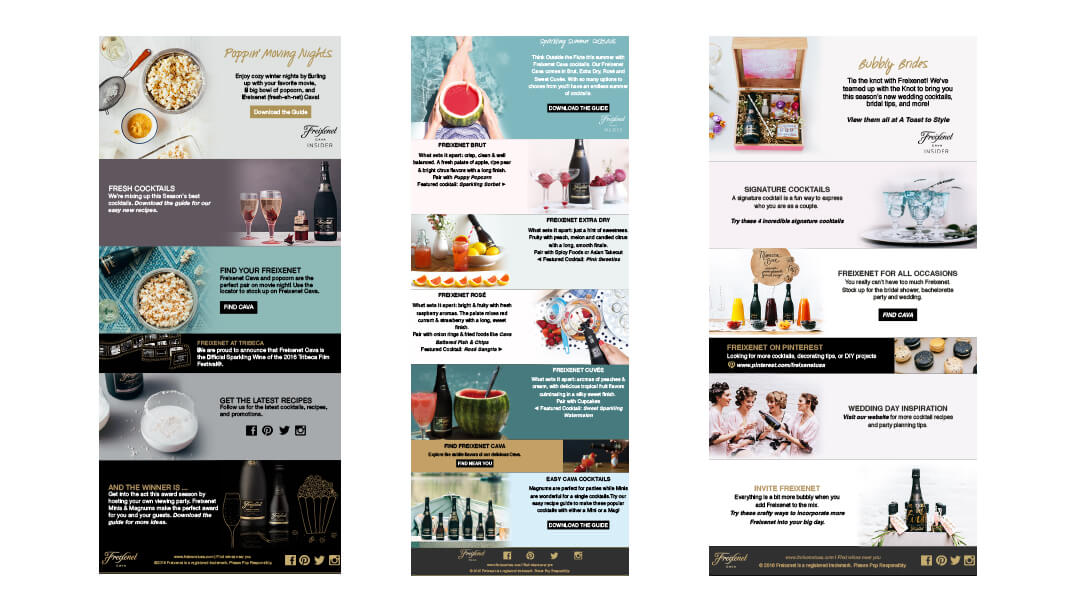 Poppin' Moving Nights
Enjoy cozy winter nights by Burling
up with your favorite movie,
a big bowl of popcorn, and
Freixenet (fresh-eh-net) Cava!
Download the Guide
Freixenet
CAVA
INSIDER
FRESH COCKTAILS
We're mixing up this Season's best
cocktails. Download the guide for our
easy new recipes.
FIND YOUR FREIXENET
Freixenet Cava and popcorn are the
perfect pair on movie night! Use the
locator to stock up on Freixenet Cava.
FIND CAVA
FREIXENET AT TRIBECA
We are proud to announce that Freixenet Cava is
the Official Sparkling Wine of the 2016 Tribeca Film
Festival®.
GET THE LATEST RECIPES
Follow us for the latest cocktails, recipes,
and promotions.
AND THE WINNER IS ...
Get into the act this award season by
hosting your own viewing party. Freixenet
Minis & Magnums make the perfect award
for you and your guests. Download the
guide for more ideas.
Freixenet
CAVA
www.freixenetusa.com | Find wines near you
©2016 Freixenet is a registered trademark. Please Pop Responsibly.
Sparkling Summer Cocktails
Think Outside the Flute it's summer with
Freixenet Cava cocktails. Our Freixenet
Cava comes in Brut, Extra Dry, Rosé and
Sweet Cuvée. With so many options to
choose from you'll have an endless summer
of cocktails.
DOWNLOAD THE GUIDE
Freixenet
FREIXENET BRUT
What sets it apart: crisp, clean & well
balanced. A fresh palate of apple, ripe pear
& bright citrus flavors with a long finish.
Pair with Puppy Popcorn
Featured cocktail: Sparkling Sorbet ►
FREIXENET EXTRA DRY
What sets it apart: just a hint of sweetness.
Fruity with peach, melon and candied citrus
with a long, smooth finale.
Pair with Spicy Foods or Asian Takeout
◄ Featured Cocktail: Pink Sweetiss
FREIXENET ROSÉ
What sets it apart: bright & fruity with fresh
raspberry aromas. The palate mixes red
currant & strawberry with a long, sweet
finish.
Pair with onion rings & fried foods like Cava
Battered Fish & Chips
Featured Cocktail: Rosé Sangria ►
FREIXENET CUVÉE
What sets it apart: aromas of peaches &
cream, with delicious tropical fruit flavors
culminating in a silky sweet finish.
Pair with Cupcakes
◄ Featured Cocktail: Sweet Sparkling
Watermelon
FIND FREIXENET CAVA
Explore the subtle flavors of our delicious Cava.
FIND NEAR YOU
EASY CAVA COCKTAILS
Magnums are perfect for parties while Minis
are wonderful for a single cocktails.Try our
easy recipe guide to make these popular
cocktails with either a Mini or a Mag!
DOWNLOAD THE GUIDE
Freixenet
www.freixenetusa.com | Find wines near you
© 2016 Freixenet is a registered trademark. Please Pop Responsibly.
Bubbly Brides
Tie the knot with Freixenet! We've
teamed up with the Knot to bring you
this season's new wedding cocktails,
bridal tips, and more!
View them all at A Toast to Style
Freixenet
CAVA
INSIDER
SIGNATURE COCKTAILS
A signature cocktail is a fun way to express
who you are as a couple.
Try these 4 incredible signature cocktails
FREIXENET FOR ALL OCCASIONS
You really can't have too much Freixenet.
Stock up for the bridal shower, bachelorette
party and wedding.
FIND CAVA
FREIXENET ON PINTEREST
Looking for more cocktails, decorating tips, or DIY projects
www.pinterest.com/freixenetusa
WEDDING DAY INSPIRATION
Visit our website for more cocktail recipes
and party planning tips.
INVITE FREIXENET
Everything is a bit more bubbly when you
add Freixenet to the mix.
Try these crafty ways to incorporate more
Freixenet into your big day.
Freixenet
CAVA
www.freixenetusa.com | Find wines near you
© 2016 Freixenet is a registered trademark. Please Pop Responsibly.